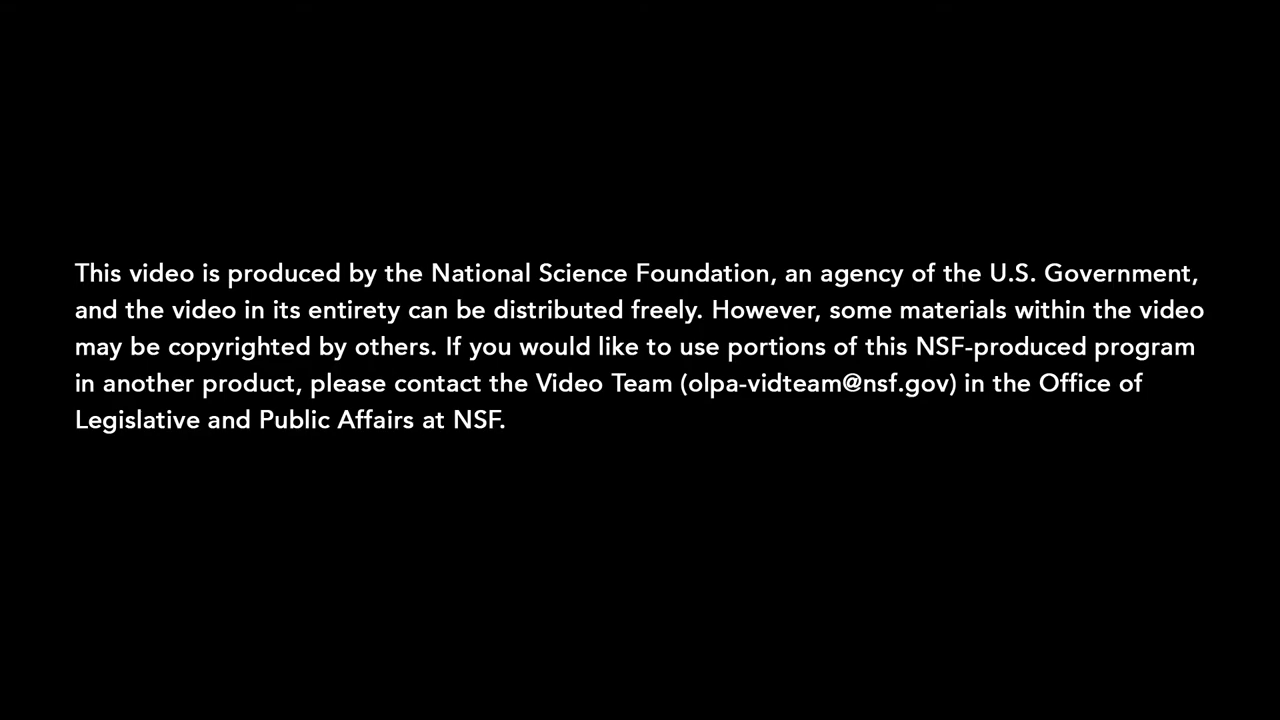 This video is produced by the National Science Foundation, an agency of the U.S. Government,
and the video in its entirety can be distributed freely. However, some materials within the video
may be copyrighted by others. If you would like to use portions of this NSF-produced program
in another product, please contact the Video Team (olpa-vidteam@nsf.gov) in the Office of
Legislative and Public Affairs at NSF.